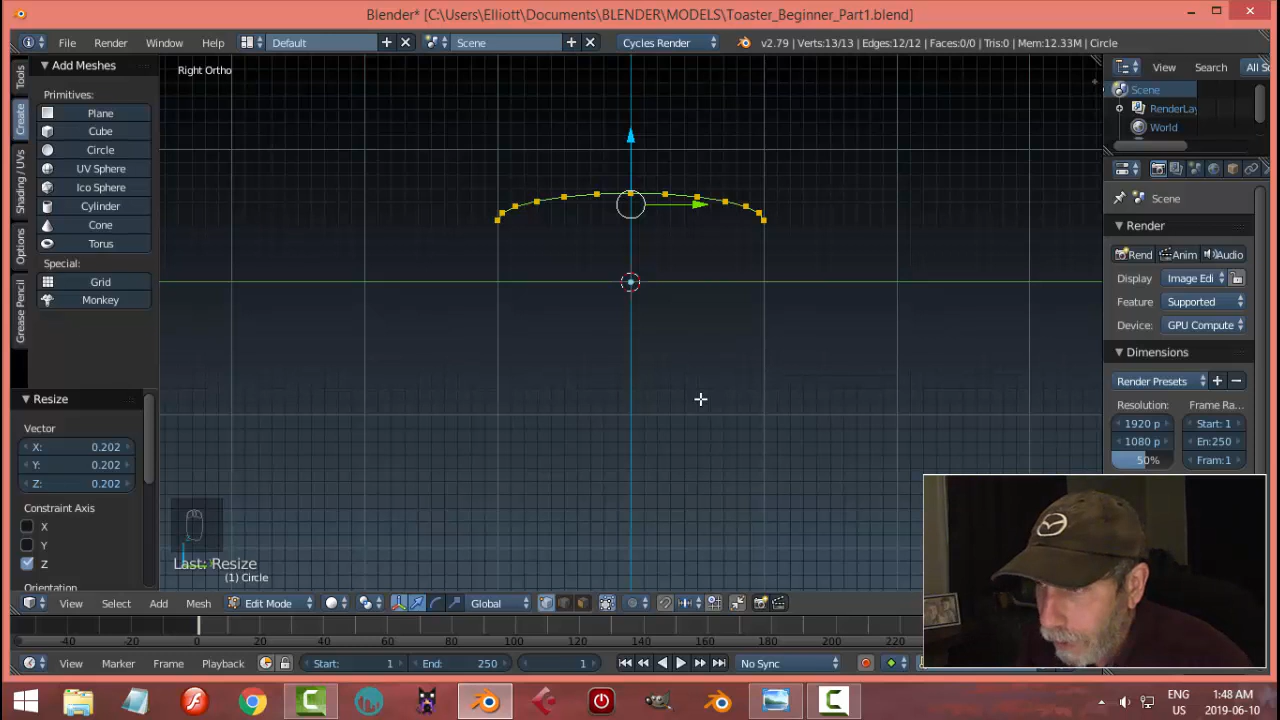 Blender* [C:\Users\Elliott\Documents\BLENDER\MODELS\Toaster_Beginner_Part1.blend]
File Render Window Help Default Scene Cycles Render v2.79 | Verts:13/13 | Edges:12/12 | Faces:0/0 | Tris:0 | Mem:12.33M | Circle
Tools
Create
Shading / UVs
Options
Grease Pencil
Add Meshes
Primitives:
Plane
Cube
Circle
UV Sphere
Ico Sphere
Cylinder
Cone
Torus
Special:
Grid
Monkey
Resize
Vector
X: 0.202
Y: 0.202
Z: 0.202
Constraint Axis
X
Y
Z
Orientation
Right Ortho
Last: Resize
(1) Circle
View Search All Sc
Scene
RenderLay
World
Scene
Render
Rend Anim Audio
Display Image Edi
Feature Supported
Device: GPU Compute
Dimensions
Render Presets
Resolution: Frame Ra...
1920 p Start: 1
1080 p En:250
50% Fram:1
View Select Add Mesh Edit Mode Global
-40 -20 0 20 40 60 80 100 120 140 160 180 200 220
View Marker Frame Playback Start: 1 End: 250 1 No Sync
ENG 1:48 AM
US 2019-06-10